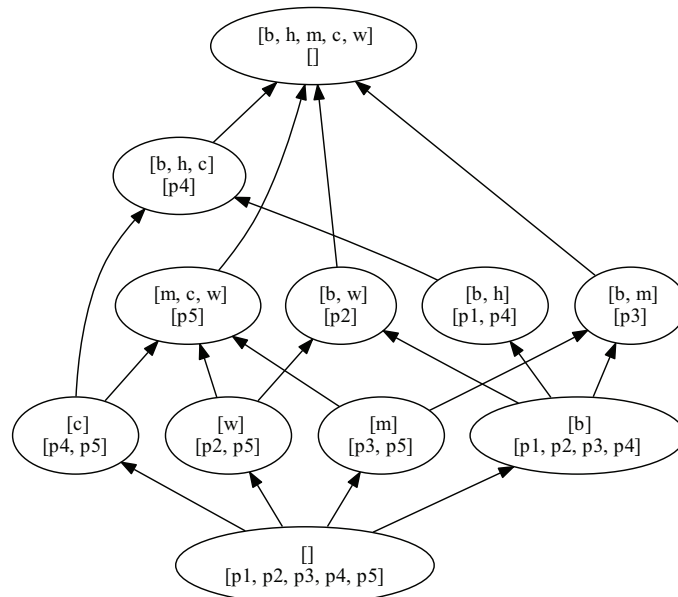 [b, h, m, c, w]
[]
[b, h, c]
[p4]
[m, c, w]
[p5]
[b, w]
[p2]
[b, h]
[p1, p4]
[b, m]
[p3]
[c]
[p4, p5]
[w]
[p2, p5]
[m]
[p3, p5]
[b]
[p1, p2, p3, p4]
[]
[p1, p2, p3, p4, p5]